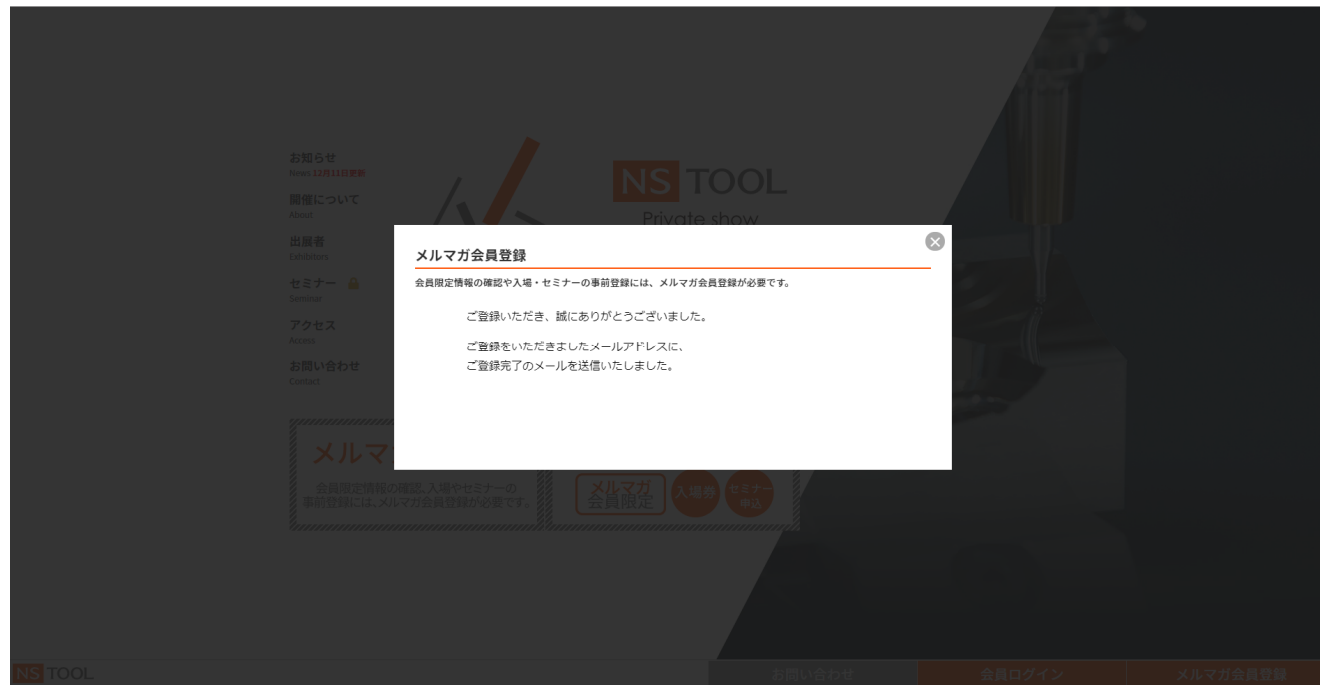 お知らせ
News 12月11日更新
開催について
About
出展者
Exhibitors
セミナー
Seminar
アクセス
Access
お問い合わせ
Contact
NS TOOL
Private show
メルマガ会員登録
会員限定情報の確認や入場・セミナーの事前登録には、メルマガ会員登録が必要です。
ご登録いただき、誠にありがとうございました。
ご登録をいただきましたメールアドレスに、
ご登録完了のメールを送信いたしました。
メルマ
会員限定情報の確認、入場やセミナーの
事前登録には、メルマガ会員登録が必要です。
メルマガ
会員限定
入場券
セミナー
申込
NS TOOL
お問い合わせ
会員ログイン
メルマガ会員登録